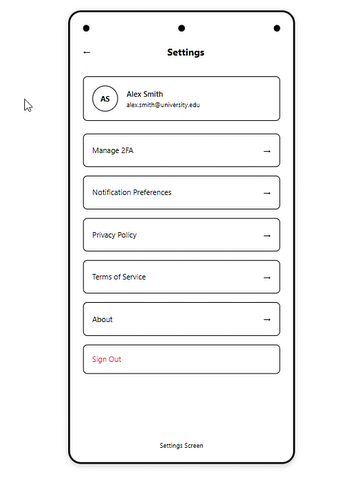 ← Settings
AS
Alex Smith
alex.smith@university.edu
Manage 2FA →
Notification Preferences →
Privacy Policy →
Terms of Service →
About →
Sign Out
Settings Screen